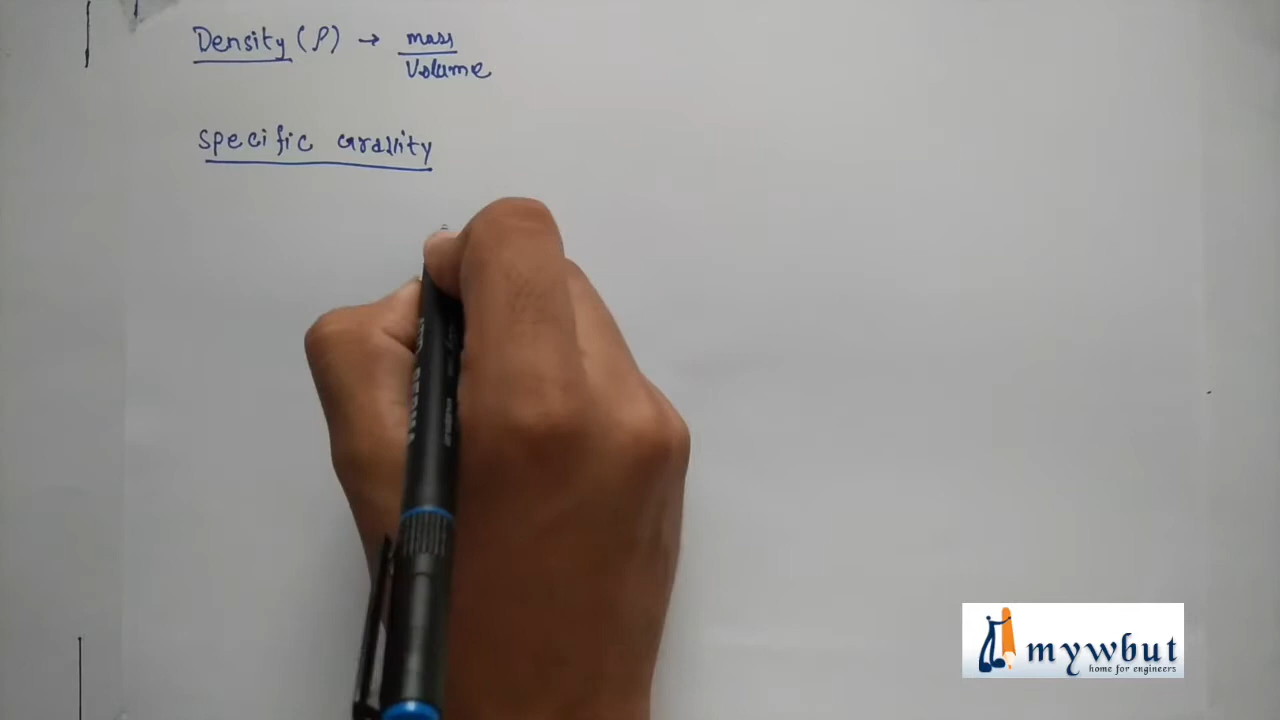 Density (ρ) → mass
Volume
Specific Gravity
mywbut
home for engineers